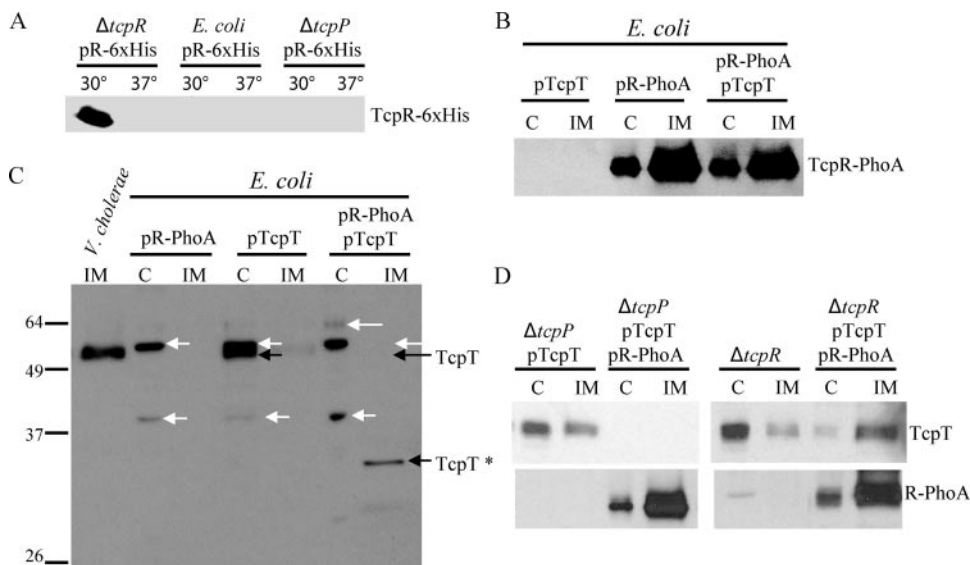 A
ΔtcpR E. coli ΔtcpP
pR-6xHis pR-6xHis pR-6xHis
30° 37° 30° 37° 30° 37°
TcpR-6xHis
B
E. coli
pR-PhoA
pTcpT pR-PhoA pTcpT
C IM C IM C IM
TcpR-PhoA
C
V. cholerae
E. coli
pR-PhoA
pR-PhoA pTcpT pTcpT
IM C IM C IM C IM
64
49
37
26
TcpT
TcpT *
D
ΔtcpP ΔtcpR
ΔtcpP pTcpT pTcpT
pTcpT pR-PhoA ΔtcpR pR-PhoA
C IM C IM C IM C IM
TcpT
R-PhoA